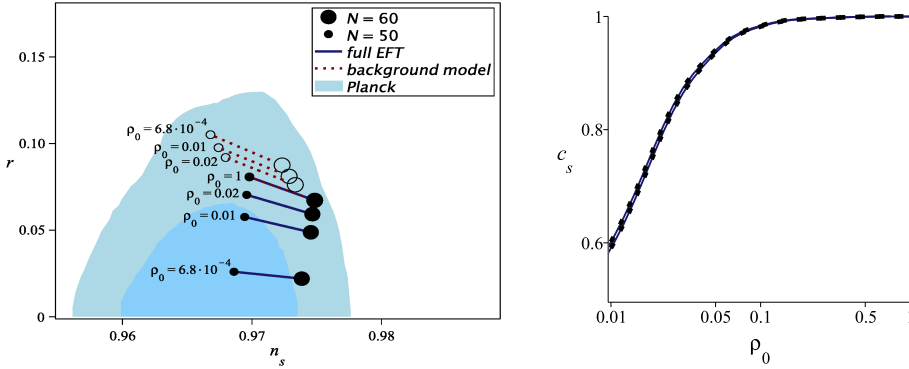 N = 60
N = 50
full EFT
background model
Planck
0.15
0.10
r
0.05
0
ρ₀ = 6.8 · 10⁻⁴
ρ₀ = 0.01
ρ₀ = 0.02
ρ₀ = 1
ρ₀ = 0.02
ρ₀ = 0.01
ρ₀ = 6.8 · 10⁻⁴
0.96 0.97 0.98
nₛ
1
0.8
cₛ
0.6
0.01 0.05 0.1 0.5 1
ρ₀